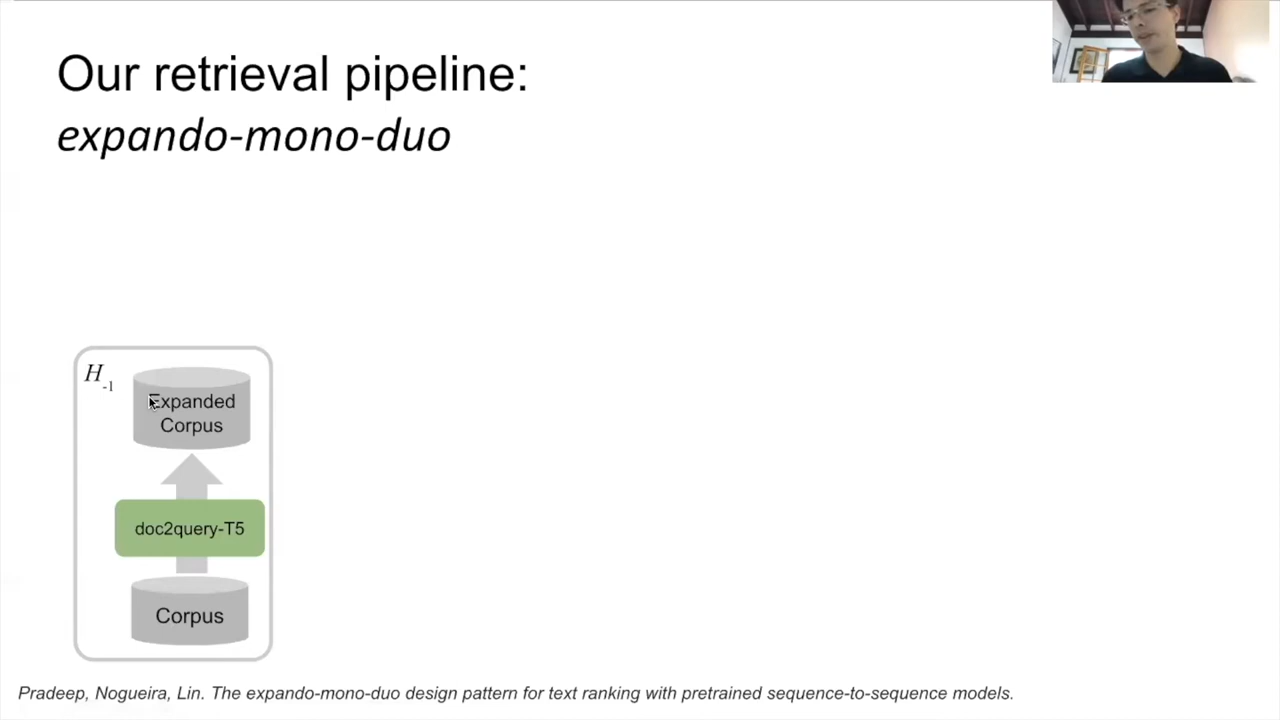 Our retrieval pipeline:
expando-mono-duo
H-1
Expanded
Corpus
doc2query-T5
Corpus
Pradeep, Nogueira, Lin. The expando-mono-duo design pattern for text ranking with pretrained sequence-to-sequence models.